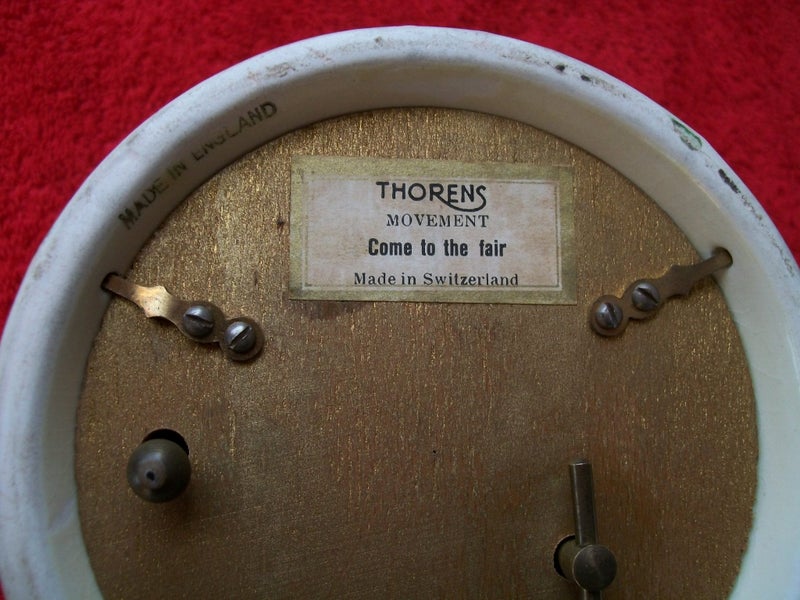 MADE IN ENGLAND
THORENS
MOVEMENT
Come to the fair
Made in Switzerland